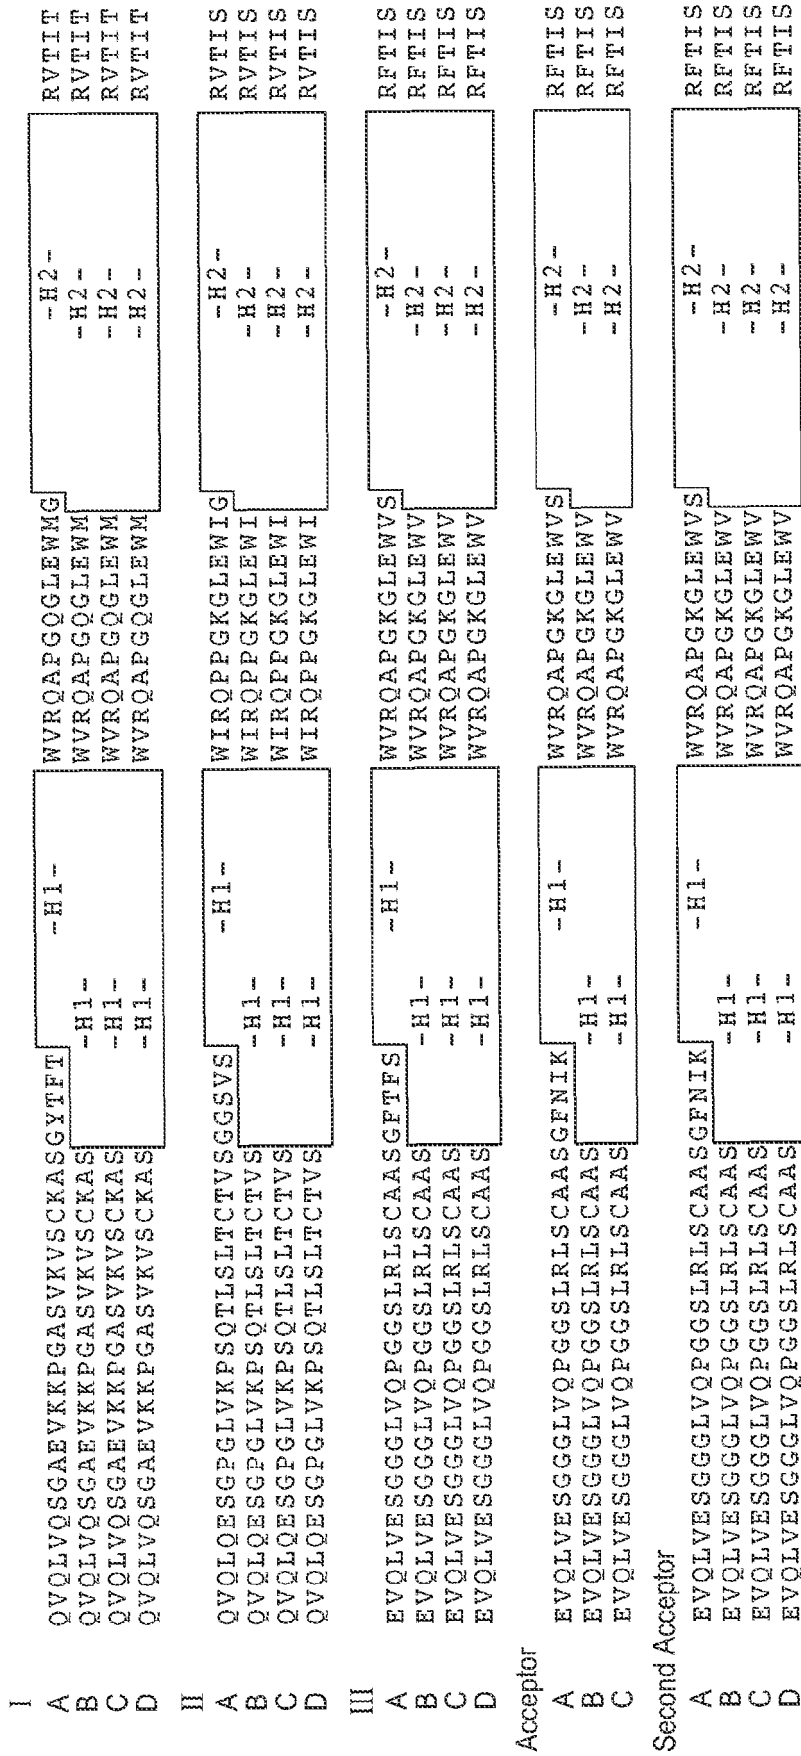 I
A QVQLVQSGAEVKKPGASVKVSCKASGYTFT -H1- WVRQAPGQGLEWMG -H2- RVTIT
B QVQLVQSGAEVKKPGASVKVSCKAS -H1- WVRQAPGQGLEWM -H2- RVTIT
C QVQLVQSGAEVKKPGASVKVSCKAS -H1- WVRQAPGQGLEWM -H2- RVTIT
D QVQLVQSGAEVKKPGASVKVSCKAS -H1- WVRQAPGQGLEWM -H2- RVTIT
II
A QVQLQESGPGLVKPSQTLSLTCTVSGGSVS -H1- WIRQPPGKGLEWIG -H2- RVTIS
B QVQLQESGPGLVKPSQTLSLTCTVS -H1- WIRQPPGKGLEWI -H2- RVTIS
C QVQLQESGPGLVKPSQTLSLTCTVS -H1- WIRQPPGKGLEWI -H2- RVTIS
D QVQLQESGPGLVKPSQTLSLTCTVS -H1- WIRQPPGKGLEWI -H2- RVTIS
III
A EVQLVESGGGLVQPGGSLRLSCAASGFTFS -H1- WVRQAPGKGLEWVS -H2- RFTIS
B EVQLVESGGGLVQPGGSLRLSCAAS -H1- WVRQAPGKGLEWV -H2- RFTIS
C EVQLVESGGGLVQPGGSLRLSCAAS -H1- WVRQAPGKGLEWV -H2- RFTIS
D EVQLVESGGGLVQPGGSLRLSCAAS -H1- WVRQAPGKGLEWV -H2- RFTIS
Acceptor
A EVQLVESGGGLVQPGGSLRLSCAASGFNIK -H1- WVRQAPGKGLEWVS -H2- RFTIS
B EVQLVESGGGLVQPGGSLRLSCAAS -H1- WVRQAPGKGLEWV -H2- RFTIS
C EVQLVESGGGLVQPGGSLRLSCAAS -H1- WVRQAPGKGLEWV -H2- RFTIS
Second Acceptor
A EVQLVESGGGLVQPGGSLRLSCAASGFNIK -H1- WVRQAPGKGLEWVS -H2- RFTIS
B EVQLVESGGGLVQPGGSLRLSCAAS -H1- WVRQAPGKGLEWV -H2- RFTIS
C EVQLVESGGGLVQPGGSLRLSCAAS -H1- WVRQAPGKGLEWV -H2- RFTIS
D EVQLVESGGGLVQPGGSLRLSCAAS -H1- WVRQAPGKGLEWV -H2- RFTIS